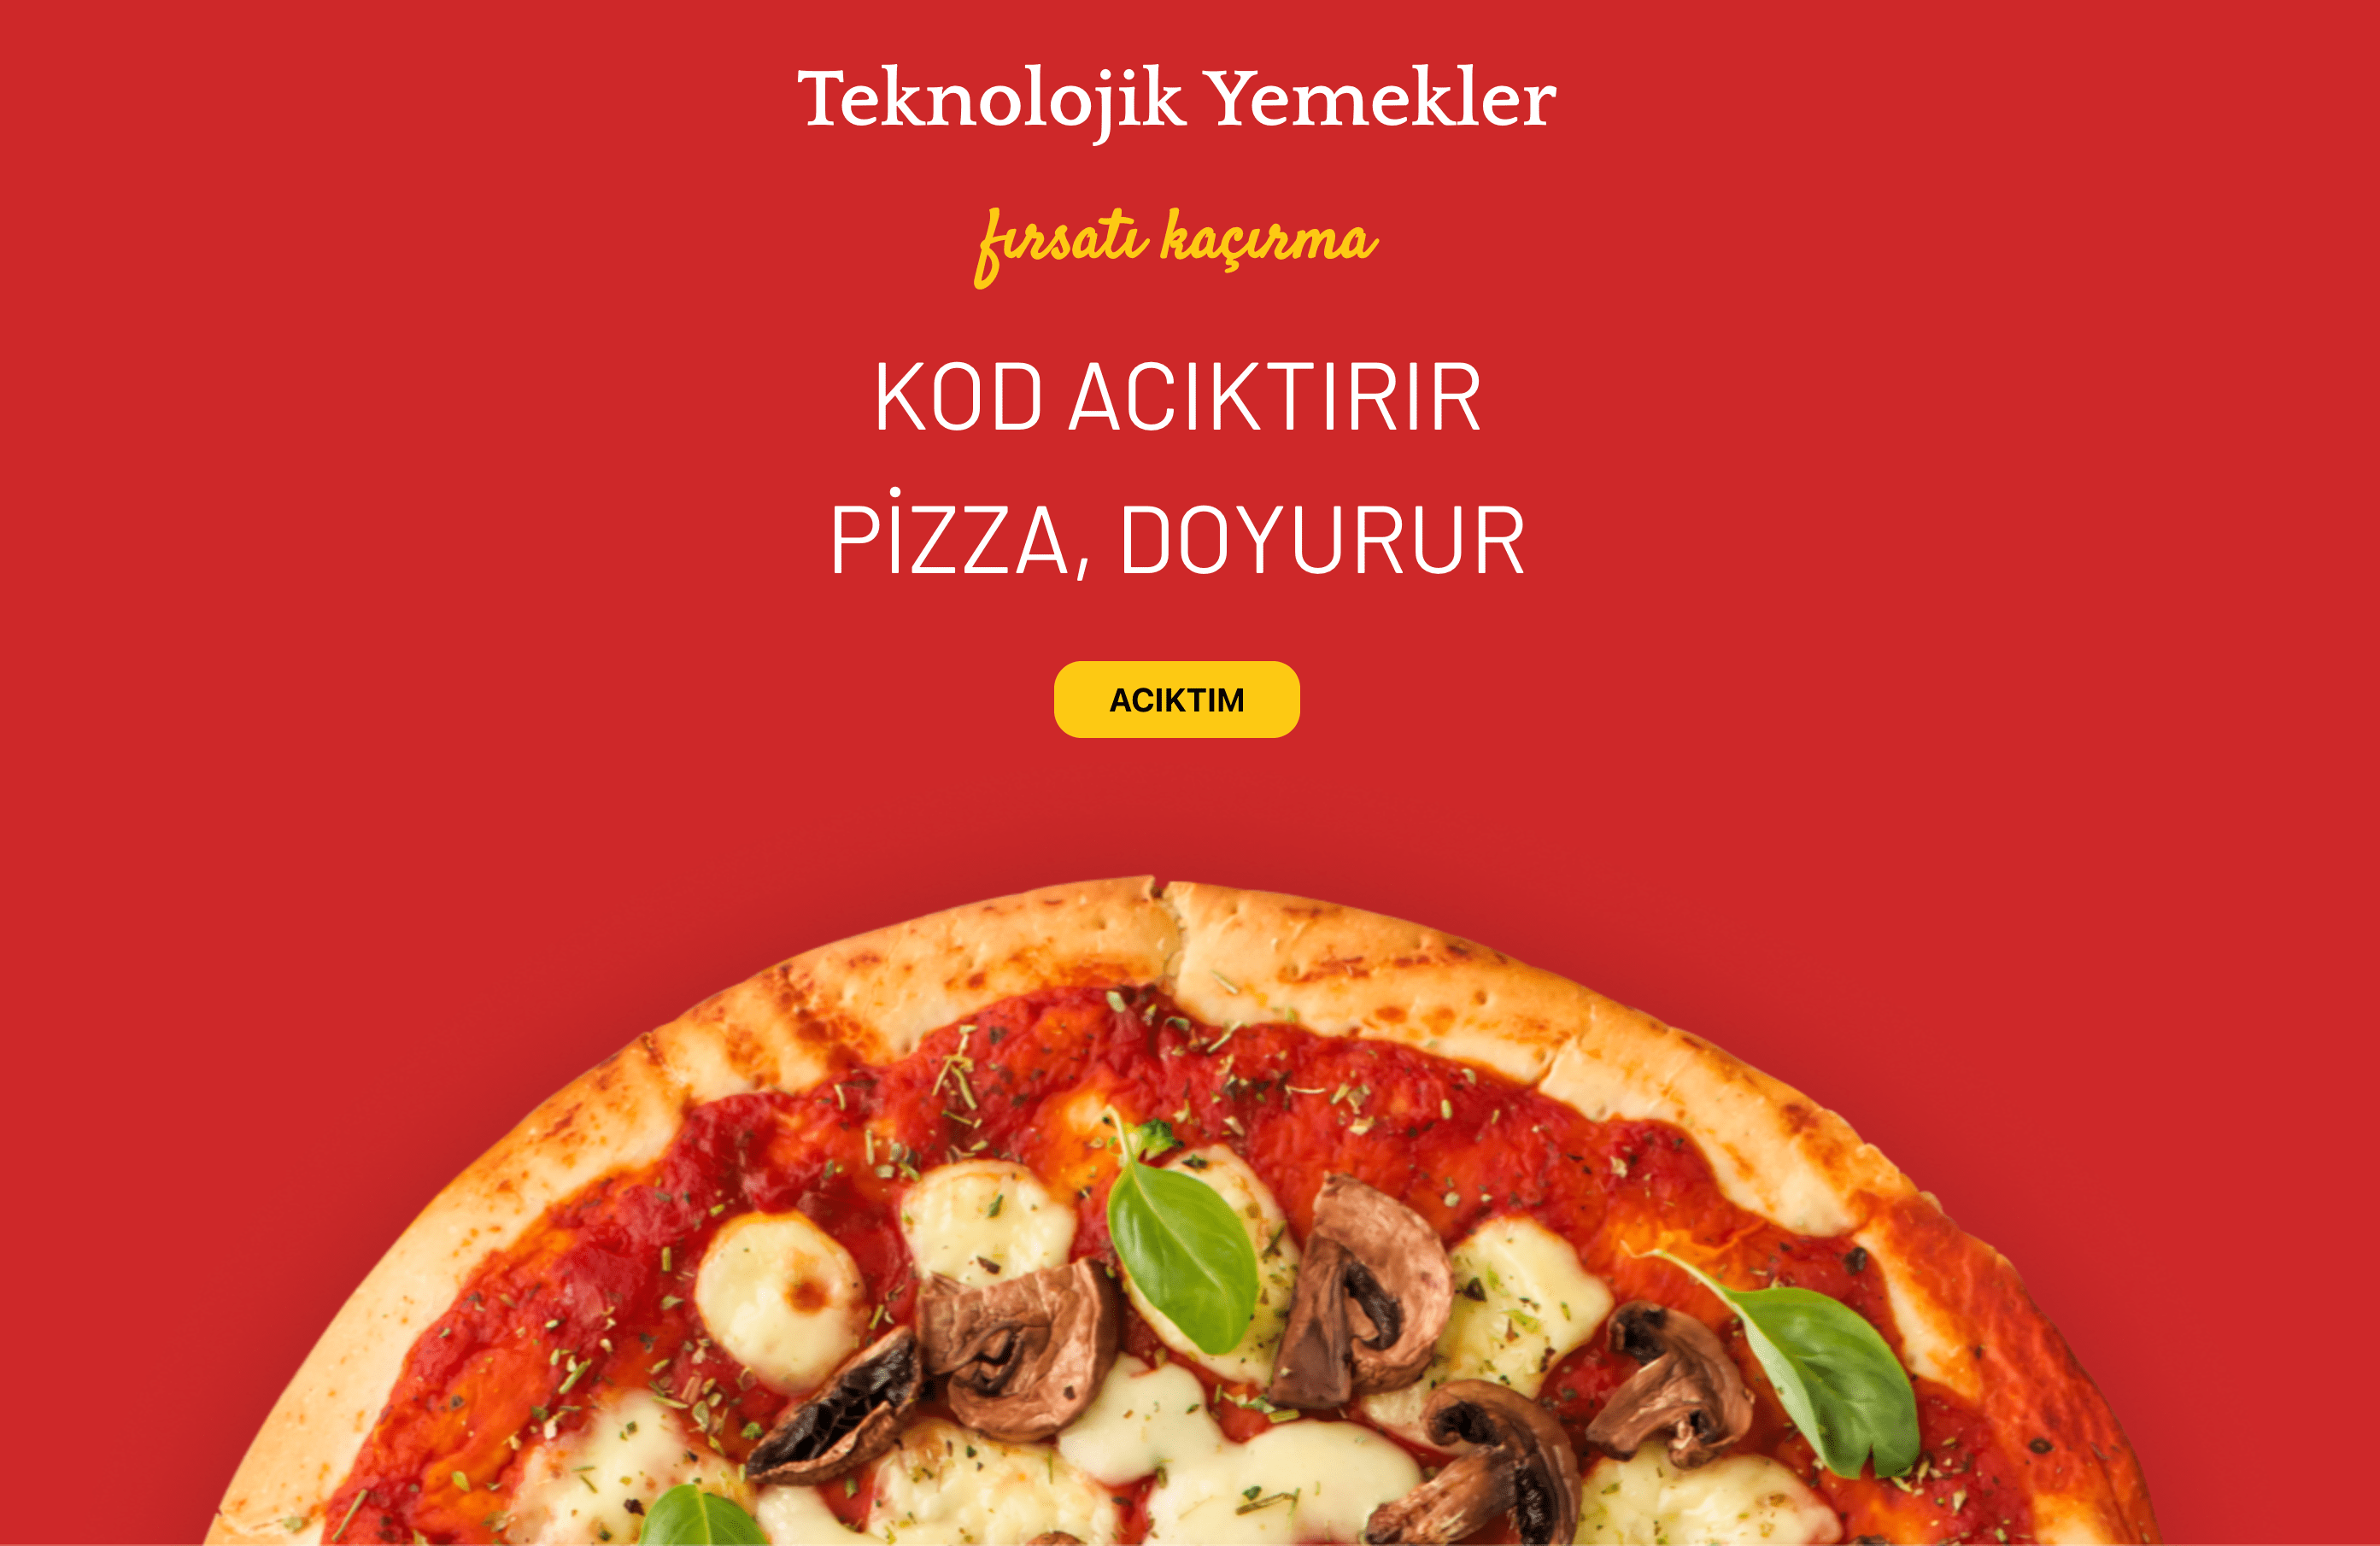 Teknolojik Yemekler
fırsatı kaçırma
KOD ACIKTIRIR
PİZZA, DOYURUR
ACIKTIM